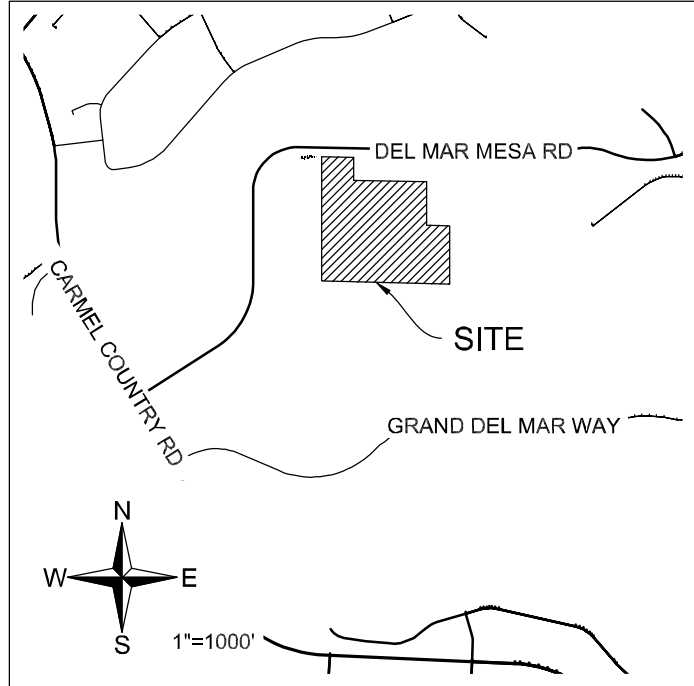 DEL MAR MESA RD
CARMEL COUNTRY RD
SITE
GRAND DEL MAR WAY
N
W
E
S
1"=1000'